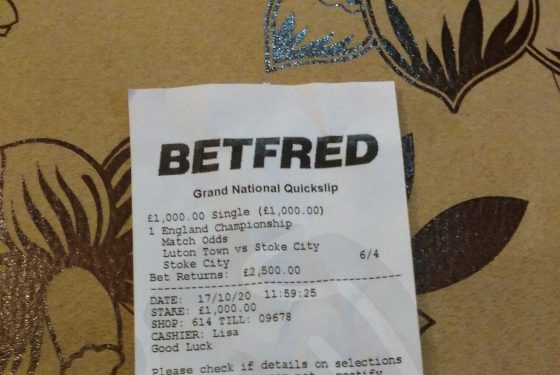 BETFRED
Grand National Quickslip
£1,000.00 Single (£1,000.00)
1 England Championship
Match Odds
Luton Town vs Stoke City
Stoke City 6/4
Bet Returns: £2,500.00
DATE: 17/10/20 11:59:25
STAKE: £1,000.00
SHOP: 614 TILL: 09678
CASHIER: Lisa
Good Luck
Please check if details on selections